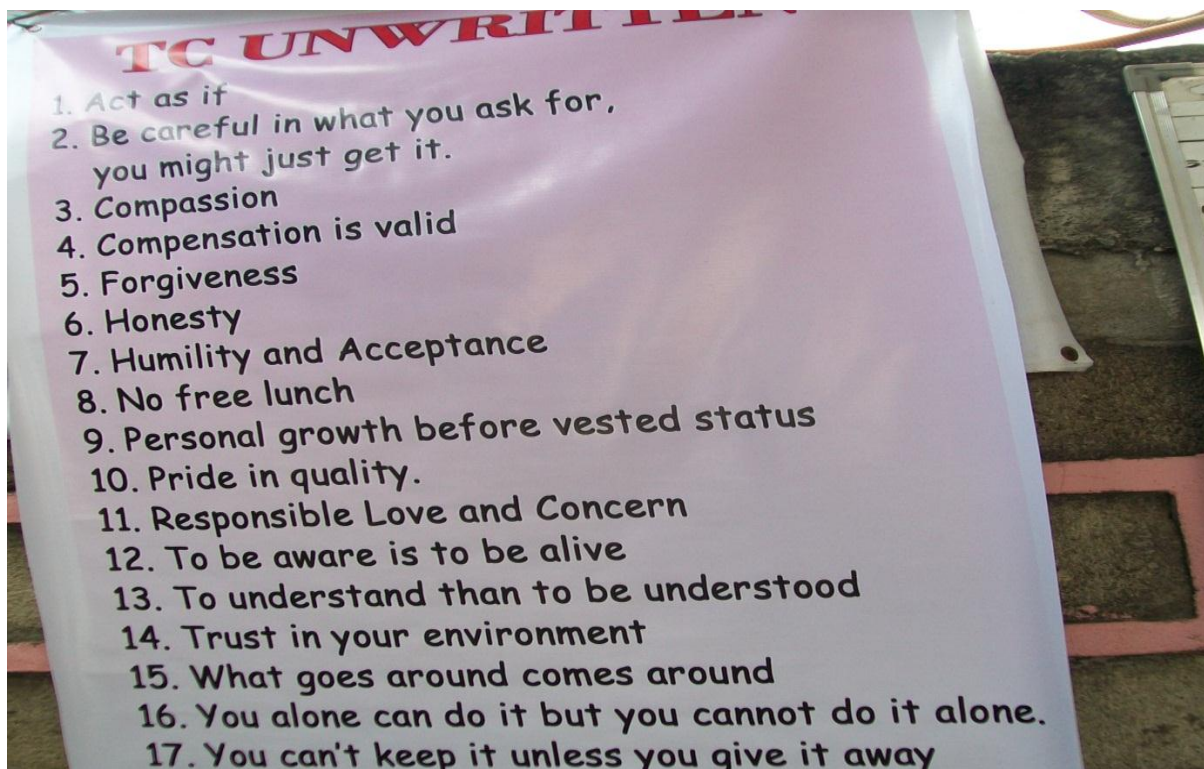 TC UNWRITTEN
1. Act as if
2. Be careful in what you ask for,
you might just get it.
3. Compassion
4. Compensation is valid
5. Forgiveness
6. Honesty
7. Humility and Acceptance
8. No free lunch
9. Personal growth before vested status
10. Pride in quality.
11. Responsible Love and Concern
12. To be aware is to be alive
13. To understand than to be understood
14. Trust in your environment
15. What goes around comes around
16. You alone can do it but you cannot do it alone.
17. You can't keep it unless you give it away